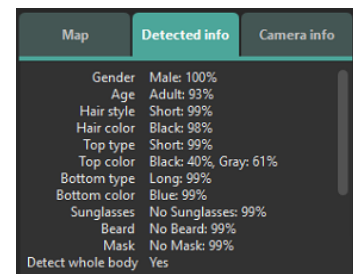 Map Detected info Camera info
Gender Male: 100%
Age Adult: 93%
Hair style Short: 99%
Hair color Black: 98%
Top type Short: 99%
Top color Black: 40%, Gray: 61%
Bottom type Long: 99%
Bottom color Blue: 99%
Sunglasses No Sunglasses: 99%
Beard No Beard: 99%
Mask No Mask: 99%
Detect whole body Yes